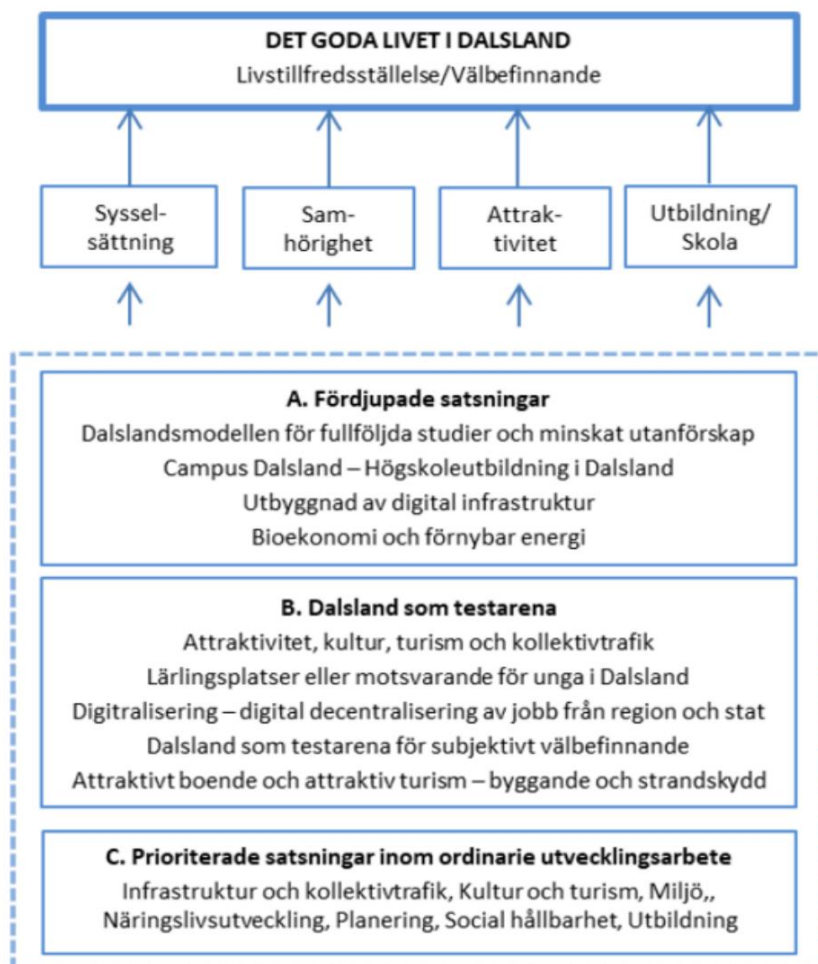 DET GODA LIVET I DALSLAND
Livstillfredsställelse/Välbefinnande
Syssel-
sättning
Sam-
hörighet
Attrak-
tivitet
Utbildning/
Skola
A. Fördjupade satsningar
Dalslandsmodellen för fullföljda studier och minskat utanförskap
Campus Dalsland – Högskoleutbildning i Dalsland
Utbyggnad av digital infrastruktur
Bioekonomi och förnybar energi
B. Dalsland som testarena
Attraktivitet, kultur, turism och kollektivtrafik
Lärlingsplatser eller motsvarande för unga i Dalsland
Digitralisering – digital decentralisering av jobb från region och stat
Dalsland som testarena för subjektivt välbefinnande
Attraktivt boende och attraktiv turism – byggande och strandskydd
C. Prioriterade satsningar inom ordinarie utvecklingsarbete
Infrastruktur och kollektivtrafik, Kultur och turism, Miljö,,
Näringslivsutveckling, Planering, Social hållbarhet, Utbildning